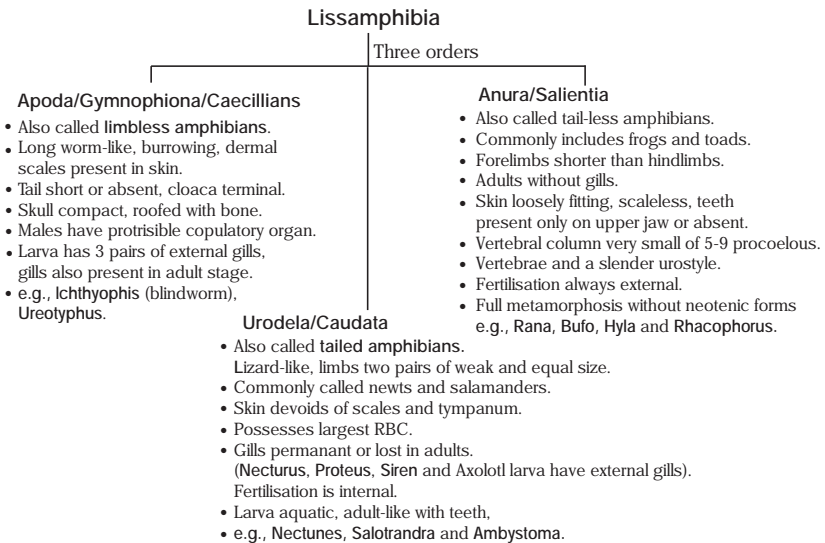 Lissamphibia
Three orders
Apoda/Gymnophiona/Caecillians
• Also called limbless amphibians.
• Long worm-like, burrowing, dermal
scales present in skin.
• Tail short or absent, cloaca terminal.
• Skull compact, roofed with bone.
• Males have protrisible copulatory organ.
• Larva has 3 pairs of external gills,
gills also present in adult stage.
• e.g., Ichthyophis (blindworm),
Ureotyphus.
Anura/Salientia
• Also called tail-less amphibians.
• Commonly includes frogs and toads.
• Forelimbs shorter than hindlimbs.
• Adults without gills.
• Skin loosely fitting, scaleless, teeth
present only on upper jaw or absent.
• Vertebral column very small of 5-9 procoelous.
• Vertebrae and a slender urostyle.
• Fertilisation always external.
• Full metamorphosis without neotenic forms
e.g., Rana, Bufo, Hyla and Rhacophorus.
Urodela/Caudata
• Also called tailed amphibians.
Lizard-like, limbs two pairs of weak and equal size.
• Commonly called newts and salamanders.
• Skin devoids of scales and tympanum.
• Possesses largest RBC.
• Gills permanant or lost in adults.
(Necturus, Proteus, Siren and Axolotl larva have external gills).
Fertilisation is internal.
• Larva aquatic, adult-like with teeth,
• e.g., Nectunes, Salotrandra and Ambystoma.